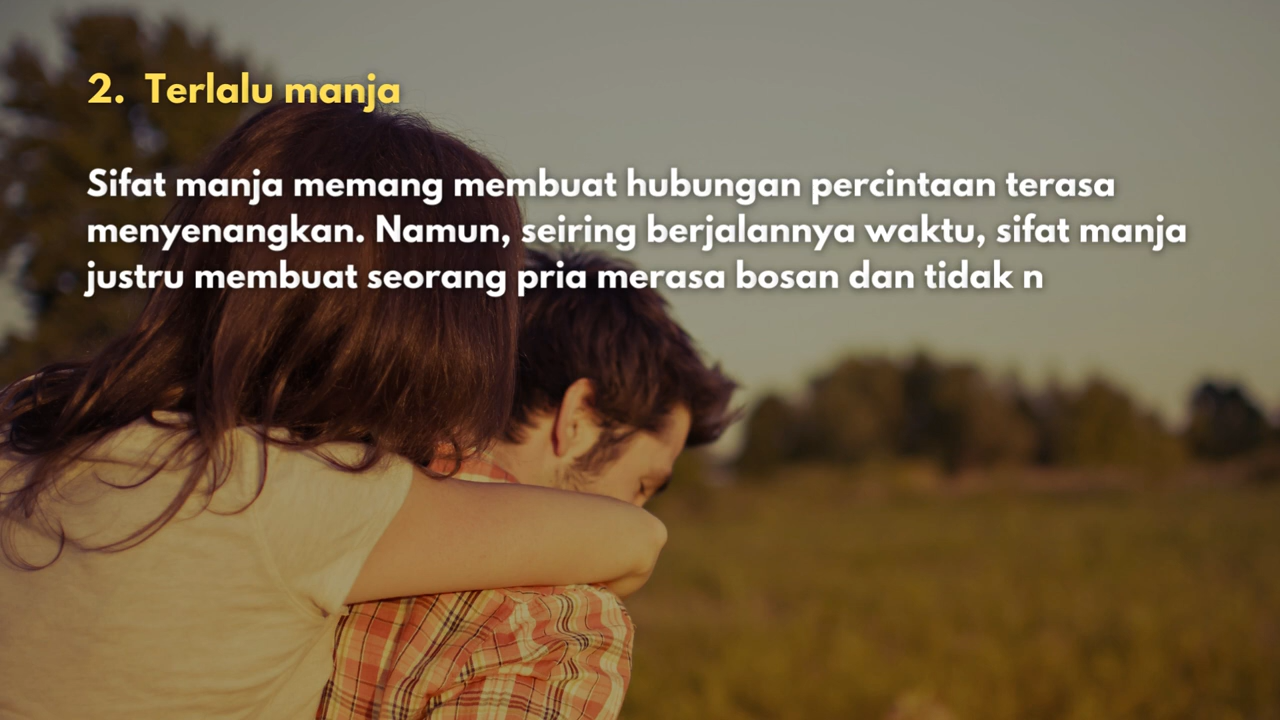 2. Terlalu manja
Sifat manja memang membuat hubungan percintaan terasa
menyenangkan. Namun, seiring berjalannya waktu, sifat manja
justru membuat seorang pria merasa bosan dan tidak n